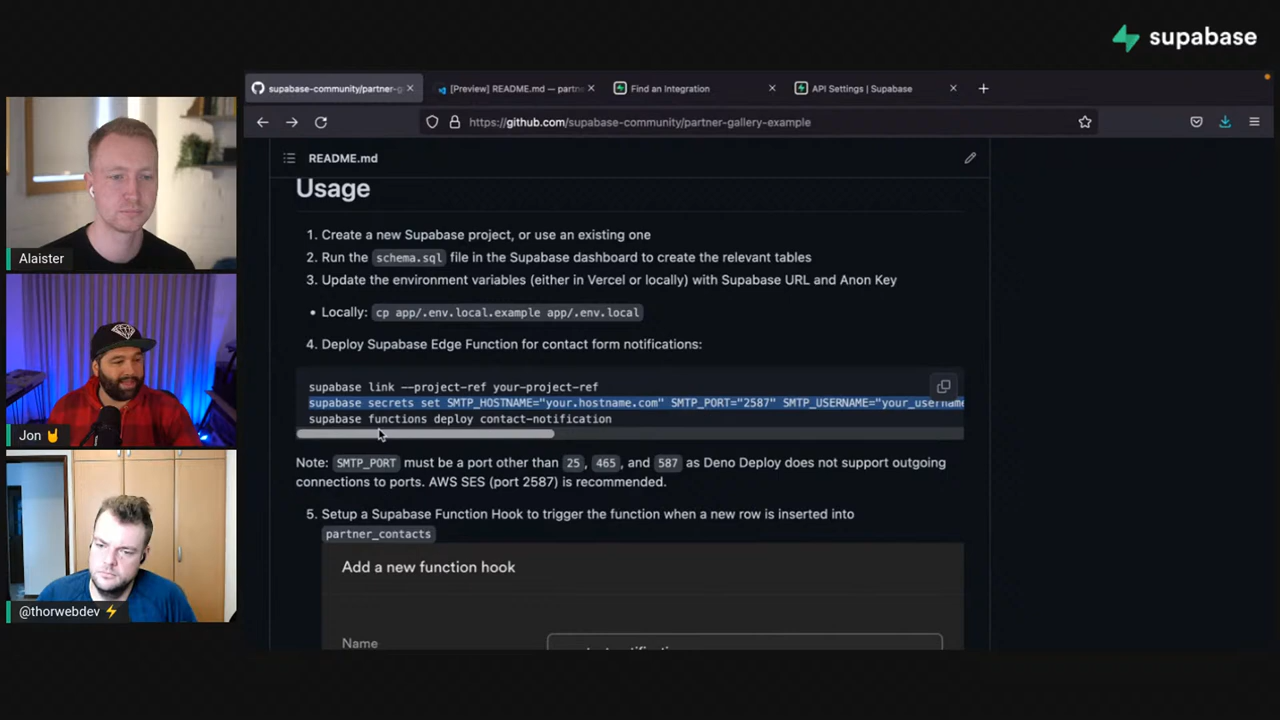 supabase
supabase-community/partner-g
[Preview] README.md — partn
Find an Integration
API Settings | Supabase
https://github.com/supabase-community/partner-gallery-example
README.md
Usage
1. Create a new Supabase project, or use an existing one
2. Run the schema.sql file in the Supabase dashboard to create the relevant tables
3. Update the environment variables (either in Vercel or locally) with Supabase URL and Anon Key
• Locally: cp app/.env.local.example app/.env.local
4. Deploy Supabase Edge Function for contact form notifications:
supabase link --project-ref your-project-ref
supabase secrets set SMTP_HOSTNAME="your.hostname.com" SMTP_PORT="2587" SMTP_USERNAME="your_username
supabase functions deploy contact-notification
Note: SMTP_PORT must be a port other than 25, 465, and 587 as Deno Deploy does not support outgoing
connections to ports. AWS SES (port 2587) is recommended.
5. Setup a Supabase Function Hook to trigger the function when a new row is inserted into
partner_contacts
Add a new function hook
Name
Alaister
Jon 🤘
@thorwebdev ⚡